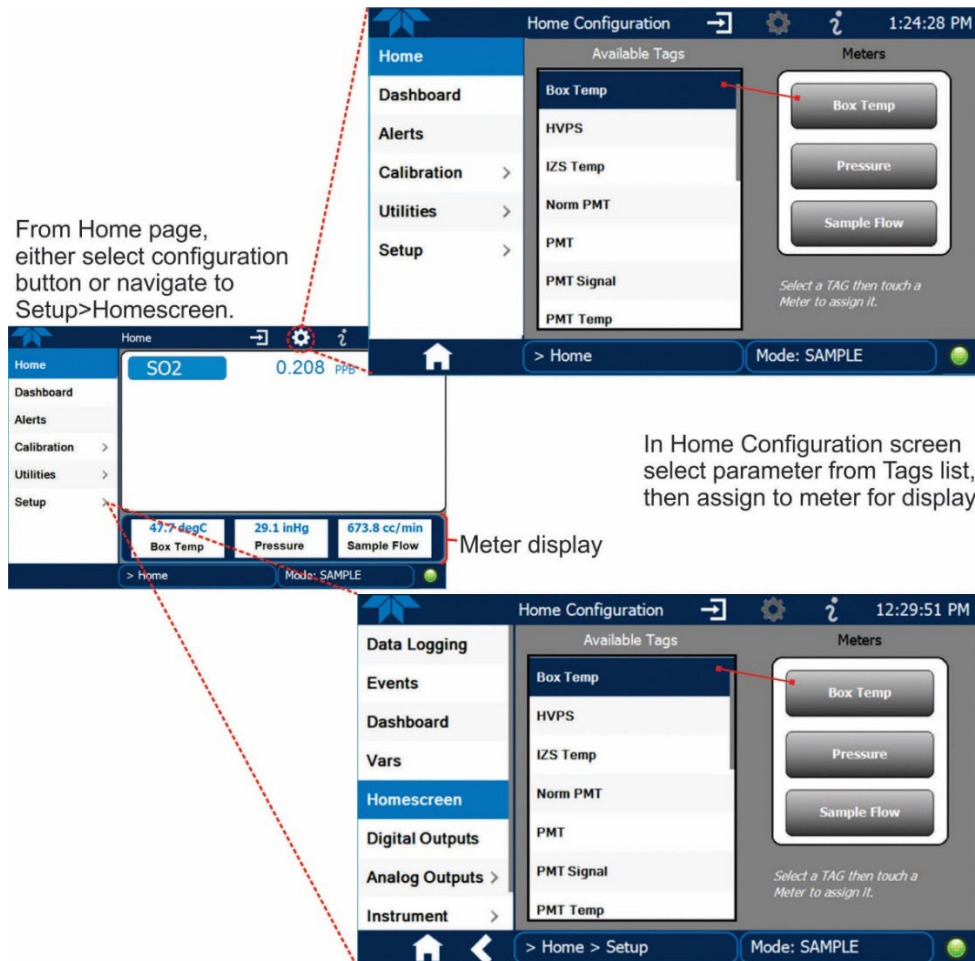 Home Configuration 1:24:28 PM
Home
Dashboard
Alerts
Calibration >
Utilities >
Setup >
Available Tags
Box Temp
HVPS
IZS Temp
Norm PMT
PMT
PMT Signal
PMT Temp
Meters
Box Temp
Pressure
Sample Flow
Select a TAG then touch a
Meter to assign it.
> Home
Mode: SAMPLE
From Home page,
either select configuration
button or navigate to
Setup>Homescreen.
Home
Home
Dashboard
Alerts
Calibration >
Utilities >
Setup >
SO2 0.208 PPB
47.7 degC
Box Temp
29.1 inHg
Pressure
673.8 cc/min
Sample Flow
> Home
Mode: SAMPLE
Meter display
In Home Configuration screen
select parameter from Tags list,
then assign to meter for display
Home Configuration 12:29:51 PM
Data Logging
Events
Dashboard
Vars
Homescreen
Digital Outputs
Analog Outputs >
Instrument >
Available Tags
Box Temp
HVPS
IZS Temp
Norm PMT
PMT
PMT Signal
PMT Temp
Meters
Box Temp
Pressure
Sample Flow
Select a TAG then touch a
Meter to assign it.
> Home > Setup
Mode: SAMPLE